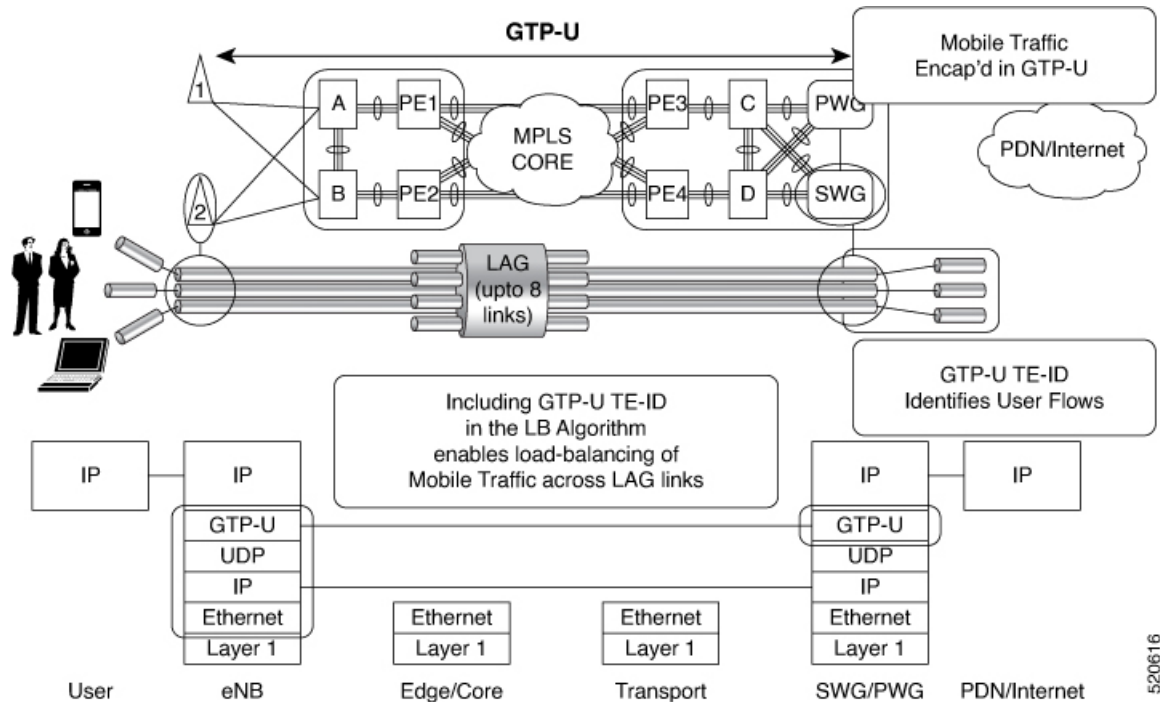 GTP-U
Mobile Traffic
Encap'd in GTP-U
1
A
PE1
MPLS
CORE
PE3
C
PWG
PDN/Internet
2
B
PE2
PE4
D
SWG
LAG
(upto 8
links)
GTP-U TE-ID
Identifies User Flows
Including GTP-U TE-ID
in the LB Algorithm
enables load-balancing of
Mobile Traffic across LAG links
IP
IP
IP
IP
GTP-U
GTP-U
UDP
UDP
IP
IP
Ethernet
Ethernet
Ethernet
Ethernet
Layer 1
Layer 1
Layer 1
Layer 1
User
eNB
Edge/Core
Transport
SWG/PWG
PDN/Internet
520616